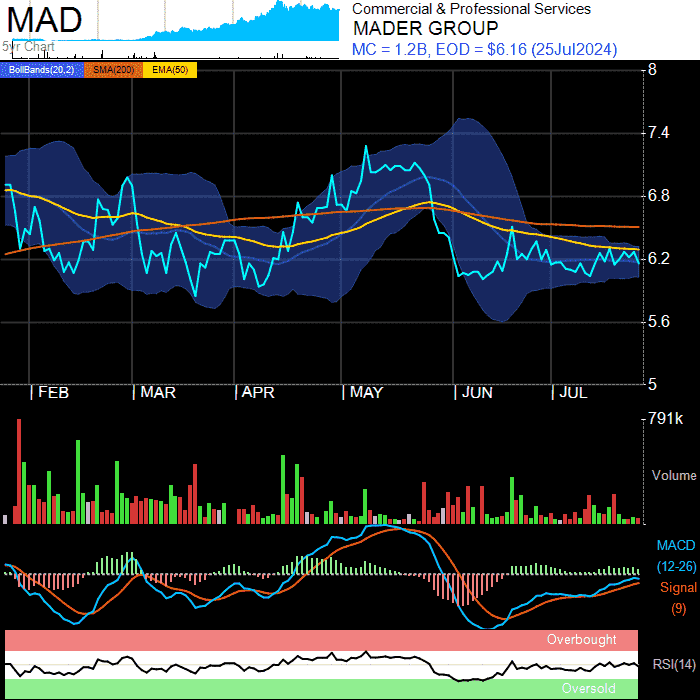 MAD
5yr Chart
Commercial & Professional Services
MADER GROUP
MC = 1.2B, EOD = $6.16 (25Jul2024)
BollBands(20,2) SMA(200) EMA(50)
8
7.4
6.8
6.2
5.6
5
FEB MAR APR MAY JUN JUL
791k
Volume
MACD
(12-26)
Signal
(9)
Overbought
RSI(14)
Oversold